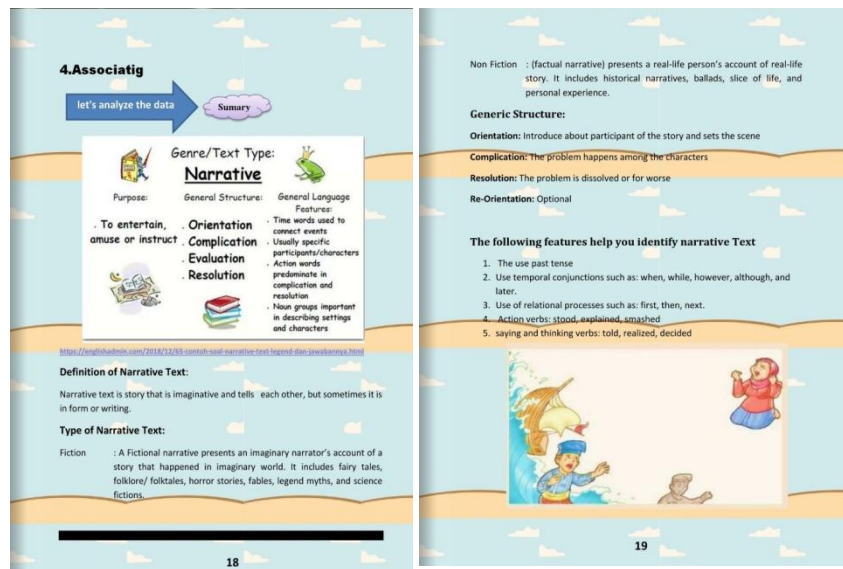 4.Associatig
let's analyze the data
Sumary
Genre/Text Type:
Narrative
Purpose:
. To entertain,
amuse or instruct
General Structure:
. Orientation
. Complication
. Evaluation
. Resolution
General Language
Features:
. Time words used to
connect events
. Usually specific
participants/characters
. Action words
predominate in
complication and
resolution
. Noun groups important
in describing settings
and characters
https://englishadmin.com/2018/12/65-contoh-soal-narrative-text-legend-dan-jawabannya.html
Definition of Narrative Text:
Narrative text is story that is imaginative and tells each other, but sometimes it is
in form or writing.
Type of Narrative Text:
Fiction : A Fictional narrative presents an imaginary narrator's account of a
story that happened in imaginary world. It includes fairy tales,
folklore/ folktales, horror stories, fables, legend myths, and science
fictions.
18
Non Fiction : (factual narrative) presents a real-life person's account of real-life
story. It includes historical narratives, ballads, slice of life, and
personal experience.
Generic Structure:
Orientation: Introduce about participant of the story and sets the scene
Complication: The problem happens among the characters
Resolution: The problem is dissolved or for worse
Re-Orientation: Optional
The following features help you identify narrative Text
1. The use past tense
2. Use temporal conjunctions such as: when, while, however, although, and
later.
3. Use of relational processes such as: first, then, next.
4. Action verbs: stood, explained, smashed
5. saying and thinking verbs: told, realized, decided
19